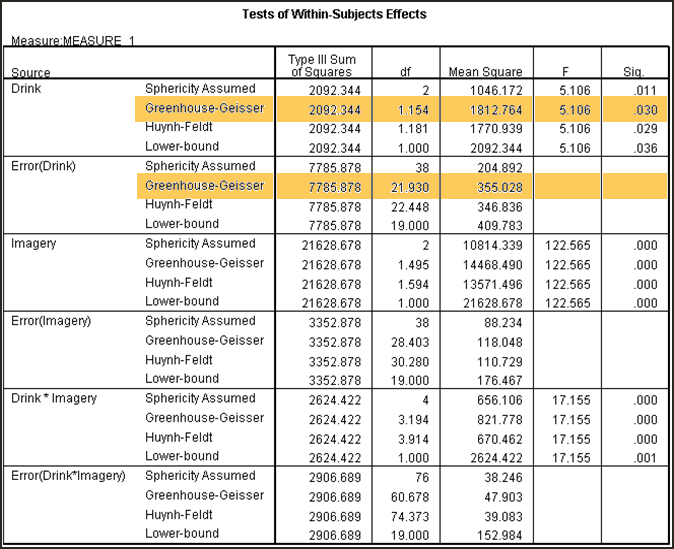 Tests of Within-Subjects Effects
Measure:MEASURE_1
Source Type III Sum of Squares df Mean Square F Sig.
Drink Sphericity Assumed 2092.344 2 1046.172 5.106 .011
Greenhouse-Geisser 2092.344 1.154 1812.764 5.106 .030
Huynh-Feldt 2092.344 1.181 1770.939 5.106 .029
Lower-bound 2092.344 1.000 2092.344 5.106 .036
Error(Drink) Sphericity Assumed 7785.878 38 204.892
Greenhouse-Geisser 7785.878 21.930 355.028
Huynh-Feldt 7785.878 22.448 346.836
Lower-bound 7785.878 19.000 409.783
Imagery Sphericity Assumed 21628.678 2 10814.339 122.565 .000
Greenhouse-Geisser 21628.678 1.495 14468.490 122.565 .000
Huynh-Feldt 21628.678 1.594 13571.496 122.565 .000
Lower-bound 21628.678 1.000 21628.678 122.565 .000
Error(Imagery) Sphericity Assumed 3352.878 38 88.234
Greenhouse-Geisser 3352.878 28.403 118.048
Huynh-Feldt 3352.878 30.280 110.729
Lower-bound 3352.878 19.000 176.467
Drink * Imagery Sphericity Assumed 2624.422 4 656.106 17.155 .000
Greenhouse-Geisser 2624.422 3.194 821.778 17.155 .000
Huynh-Feldt 2624.422 3.914 670.462 17.155 .000
Lower-bound 2624.422 1.000 2624.422 17.155 .001
Error(Drink*Imagery) Sphericity Assumed 2906.689 76 38.246
Greenhouse-Geisser 2906.689 60.678 47.903
Huynh-Feldt 2906.689 74.373 39.083
Lower-bound 2906.689 19.000 152.984